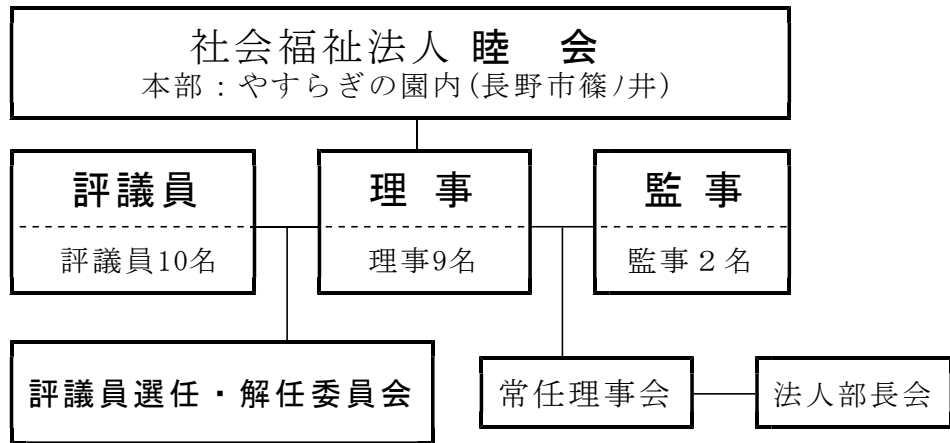 社会福祉法人 睦 会
本部：やすらぎの園内(長野市篠ﾉ井)
評議員
評議員10名
理 事
理事9名
監 事
監事２名
評議員選任・解任委員会
常任理事会
法人部長会